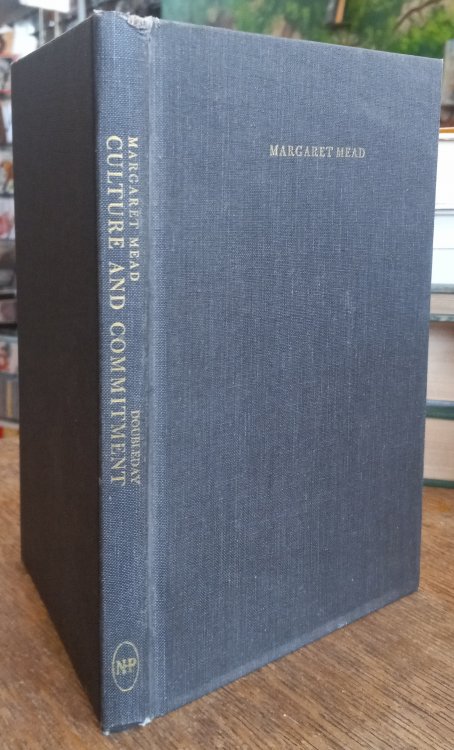 MARGARET MEAD
MARGARET MEAD
CULTURE AND COMMITMENT
DOUBLEDAY
NHP